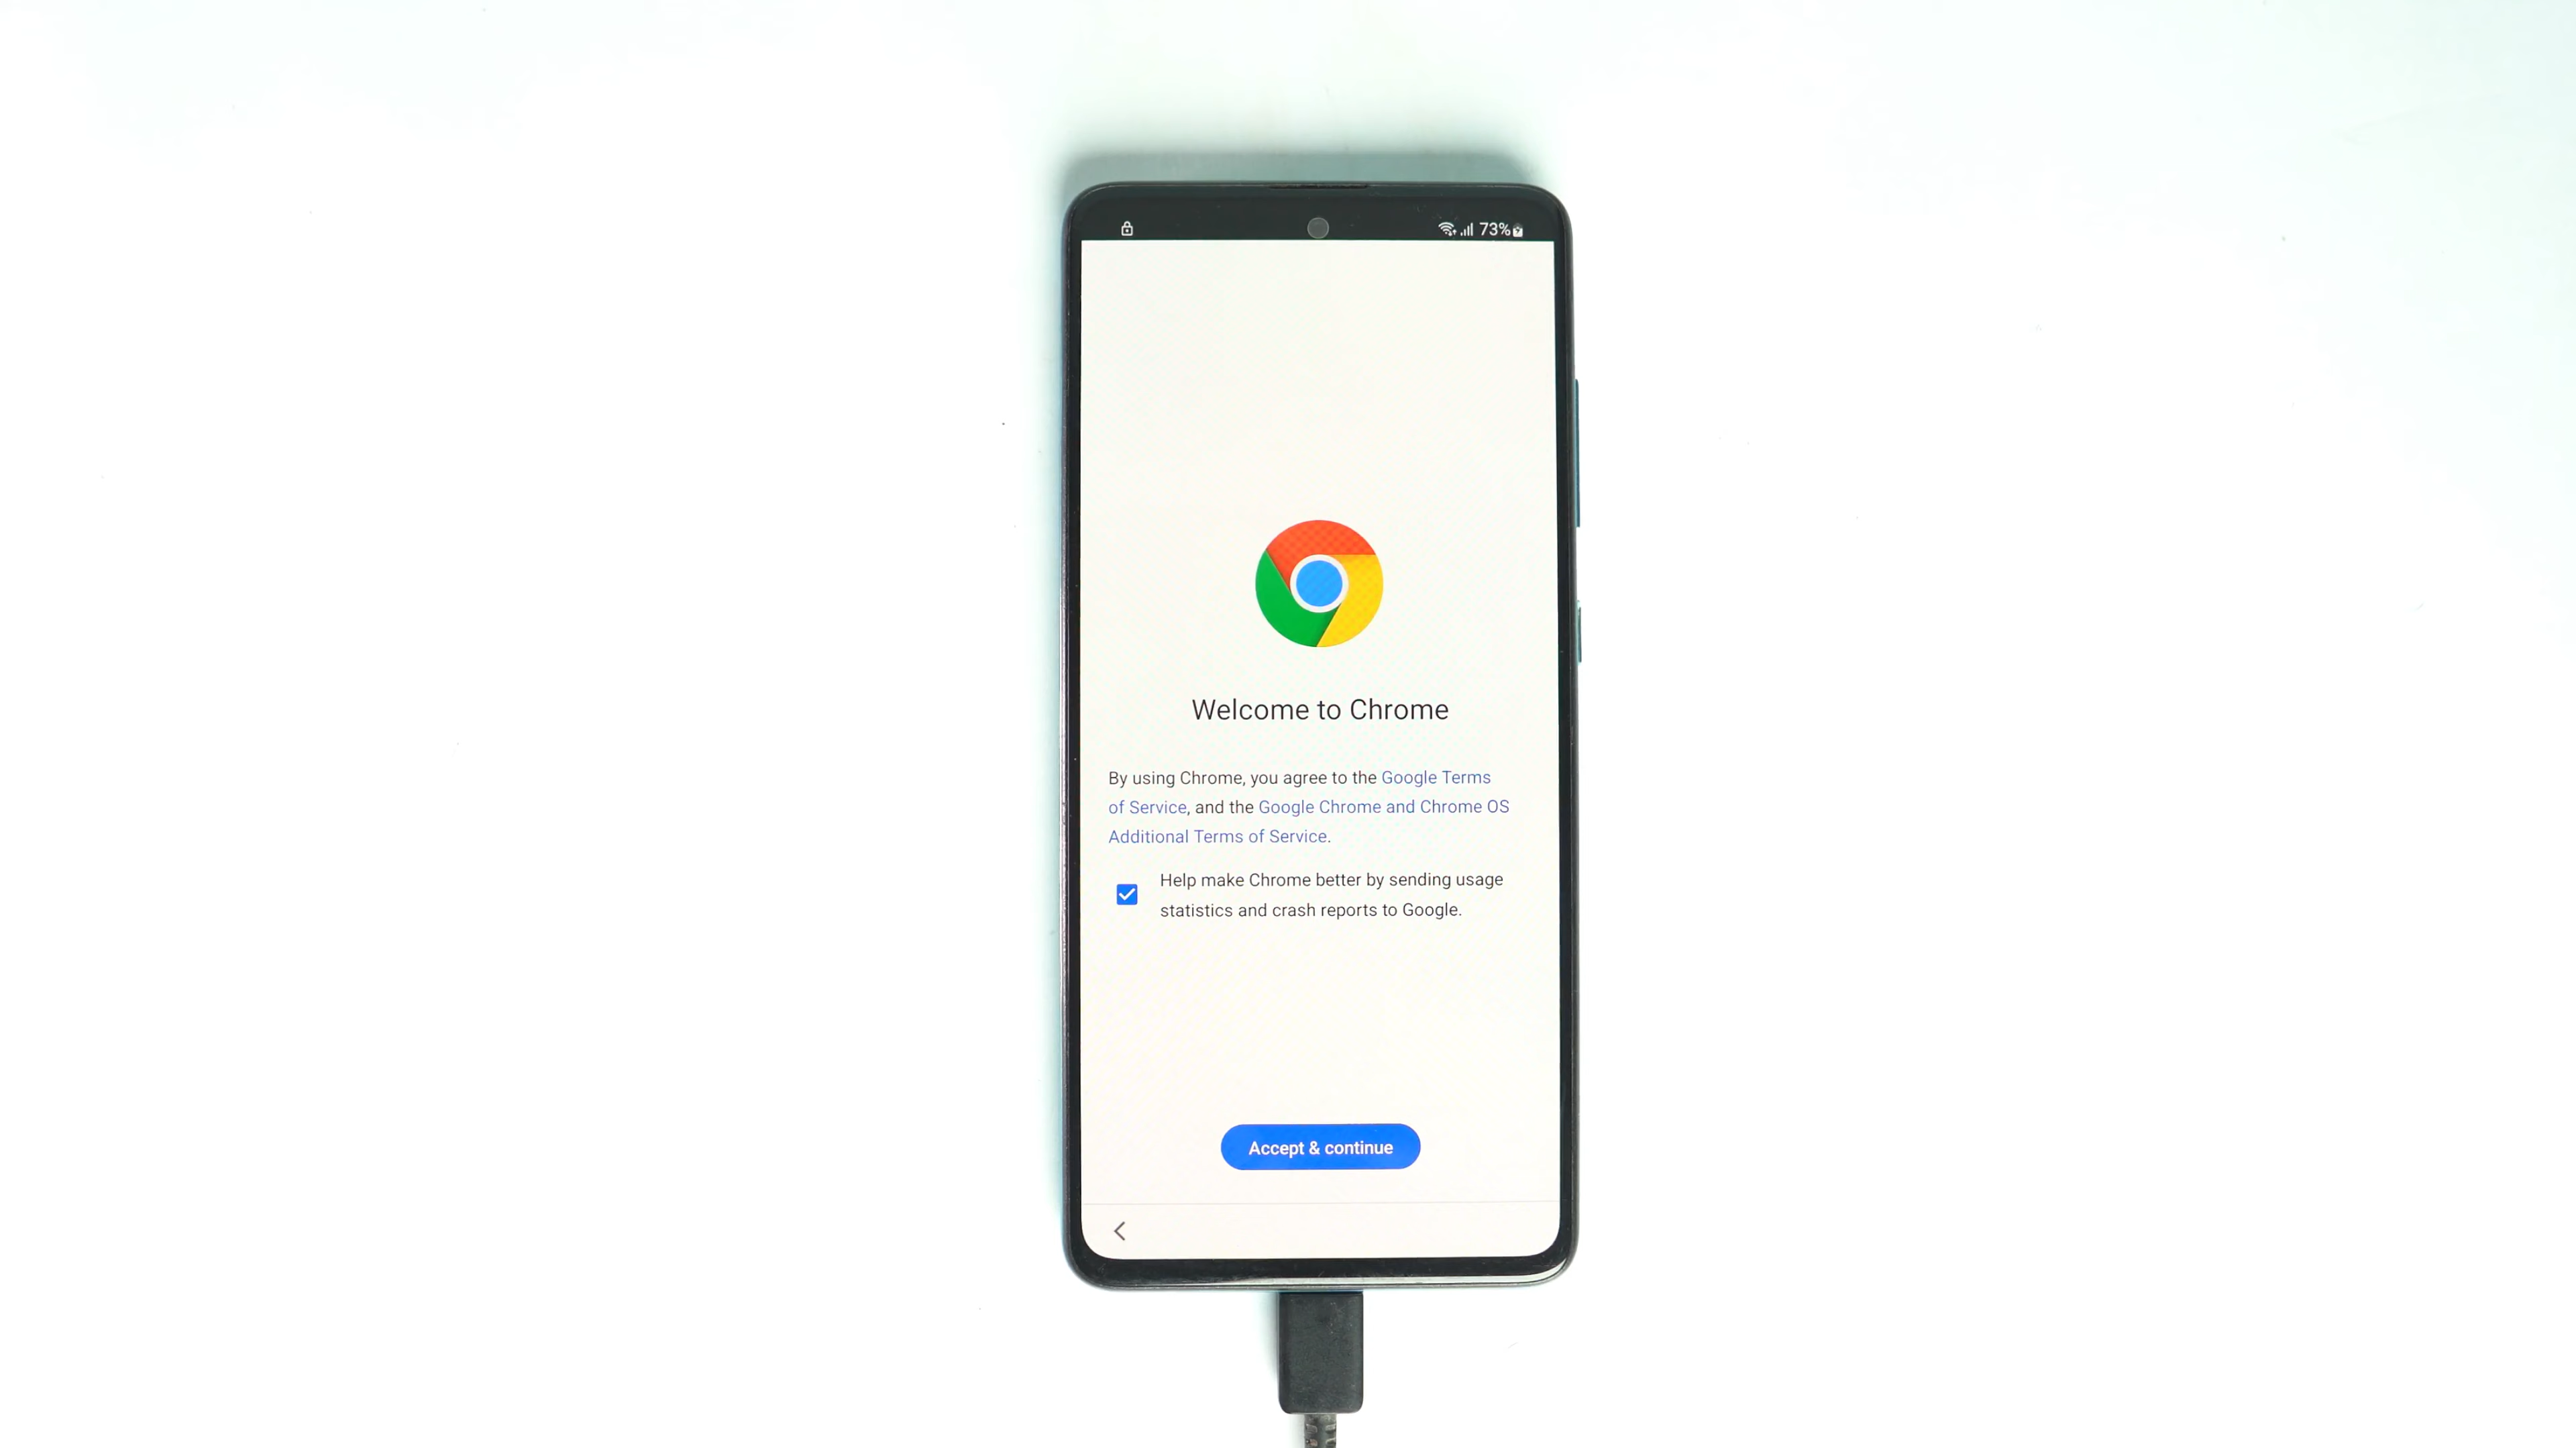 73%
Welcome to Chrome
By using Chrome, you agree to the Google Terms
of Service, and the Google Chrome and Chrome OS
Additional Terms of Service.
Help make Chrome better by sending usage
statistics and crash reports to Google.
Accept & continue